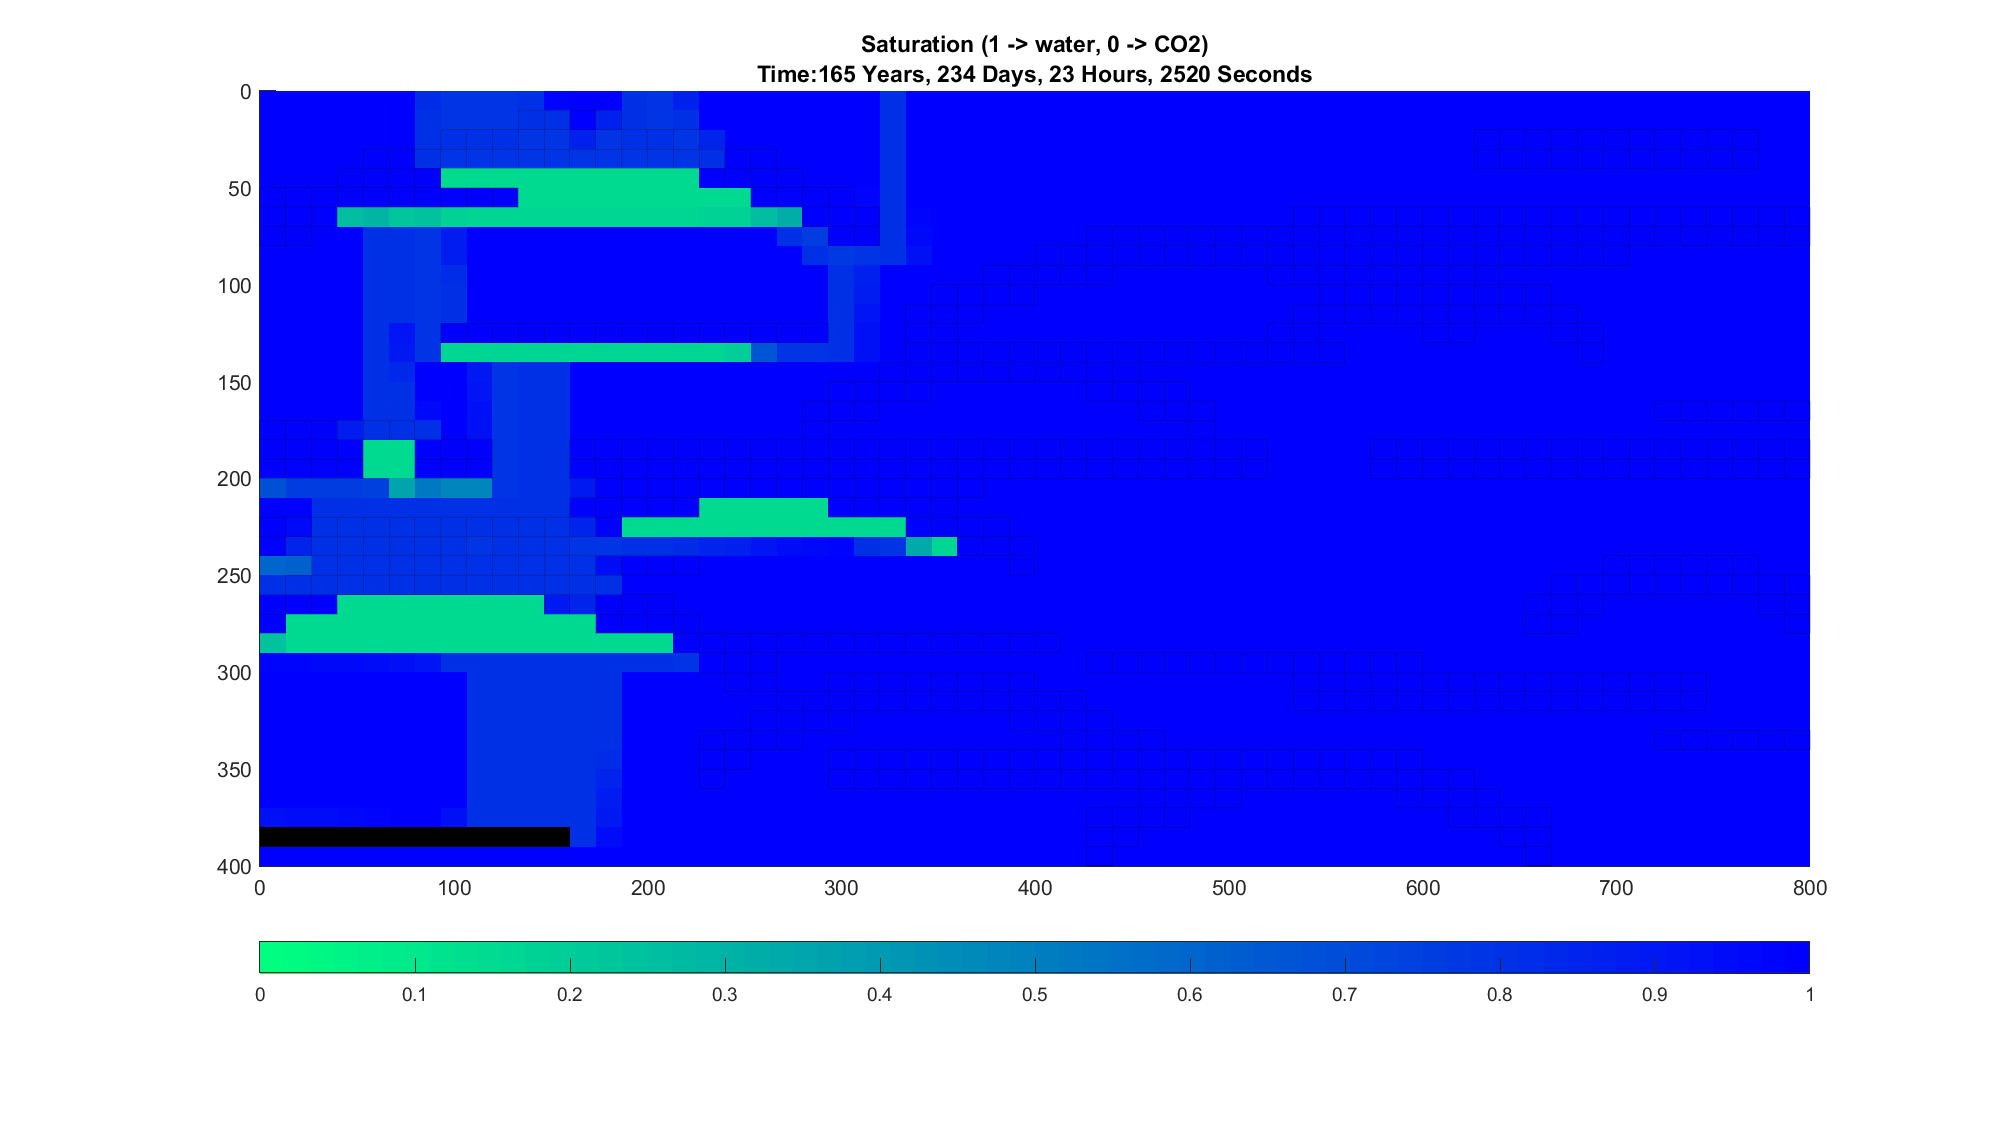 Saturation (1 -> water, 0 -> CO2)
Time:165 Years, 234 Days, 23 Hours, 2520 Seconds
0
50
100
150
200
250
300
350
400
0 100 200 300 400 500 600 700 800
0 0.1 0.2 0.3 0.4 0.5 0.6 0.7 0.8 0.9 1